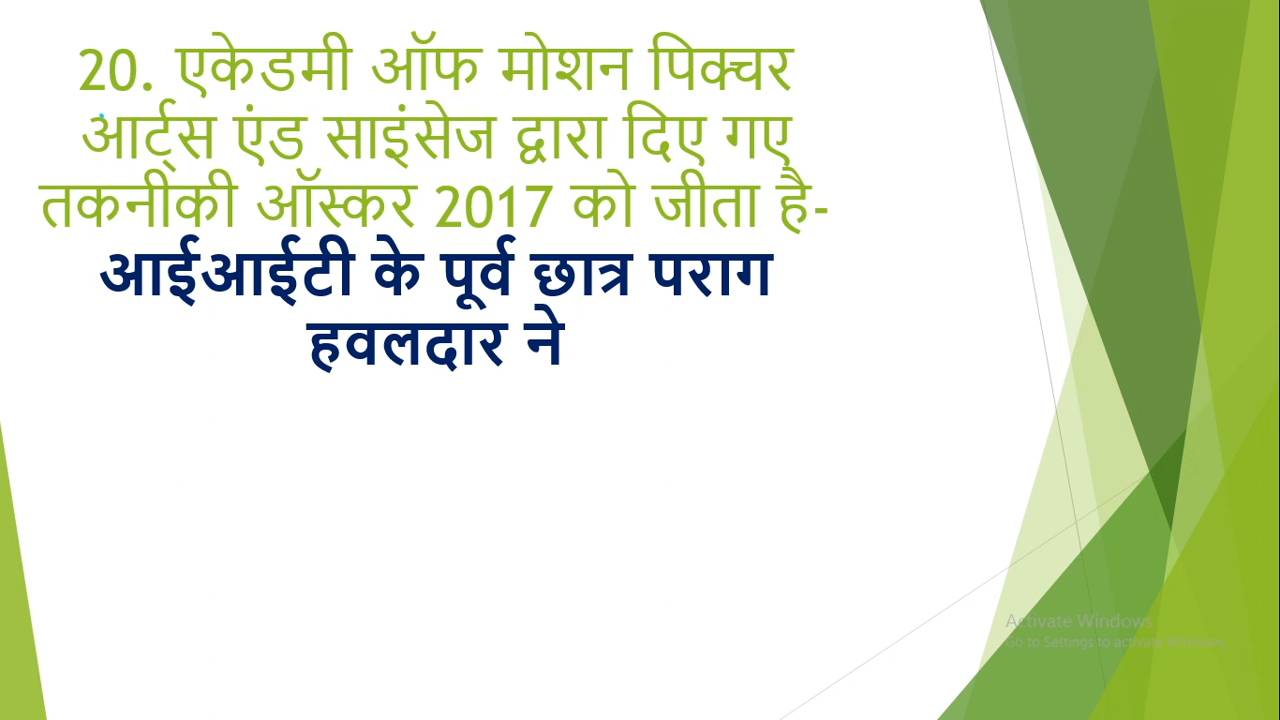 20. एकेडमी ऑफ मोशन पिक्चर
आर्ट्स एंड साइंसेज द्वारा दिए गए
तकनीकी ऑस्कर 2017 को जीता है-
आईआईटी के पूर्व छात्र पराग
हवलदार ने
Activate Windows
Go to Settings to activate Windows.